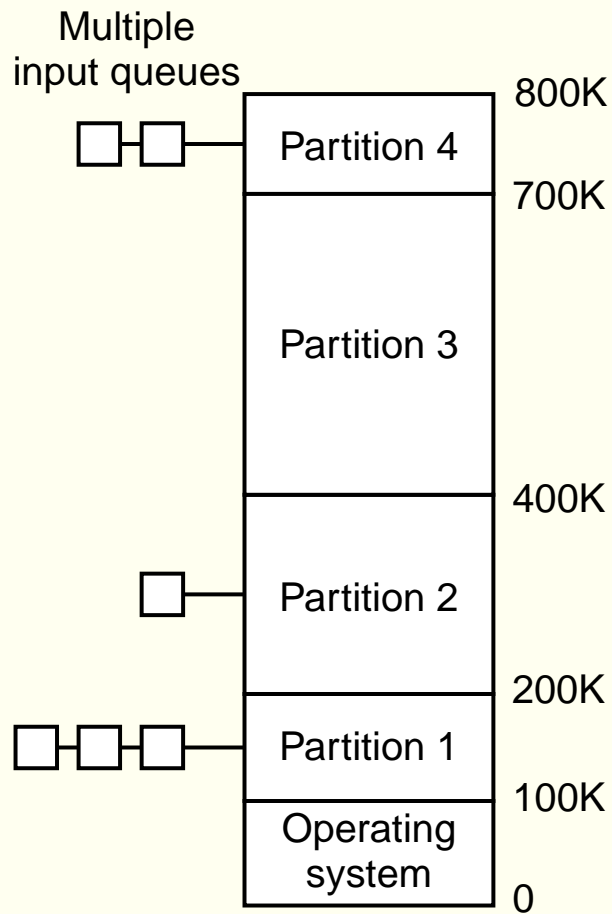 Multiple
input queues
800K
Partition 4
700K
Partition 3
400K
Partition 2
200K
Partition 1
100K
Operating
system
0